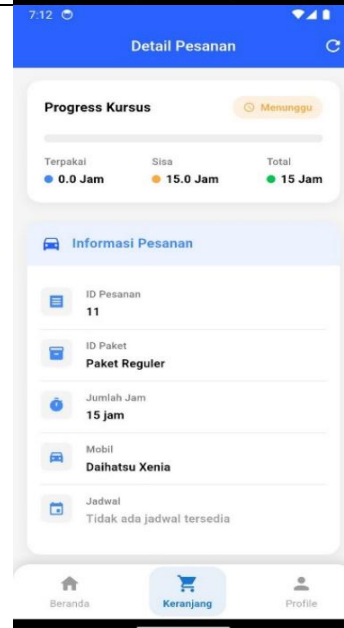 7:12
Detail Pesanan
Progress Kursus
Menunggu
Terpakai Sisa Total
0.0 Jam 15.0 Jam 15 Jam
Informasi Pesanan
ID Pesanan
11
ID Paket
Paket Reguler
Jumlah Jam
15 jam
Mobil
Daihatsu Xenia
Jadwal
Tidak ada jadwal tersedia
Beranda Keranjang Profile